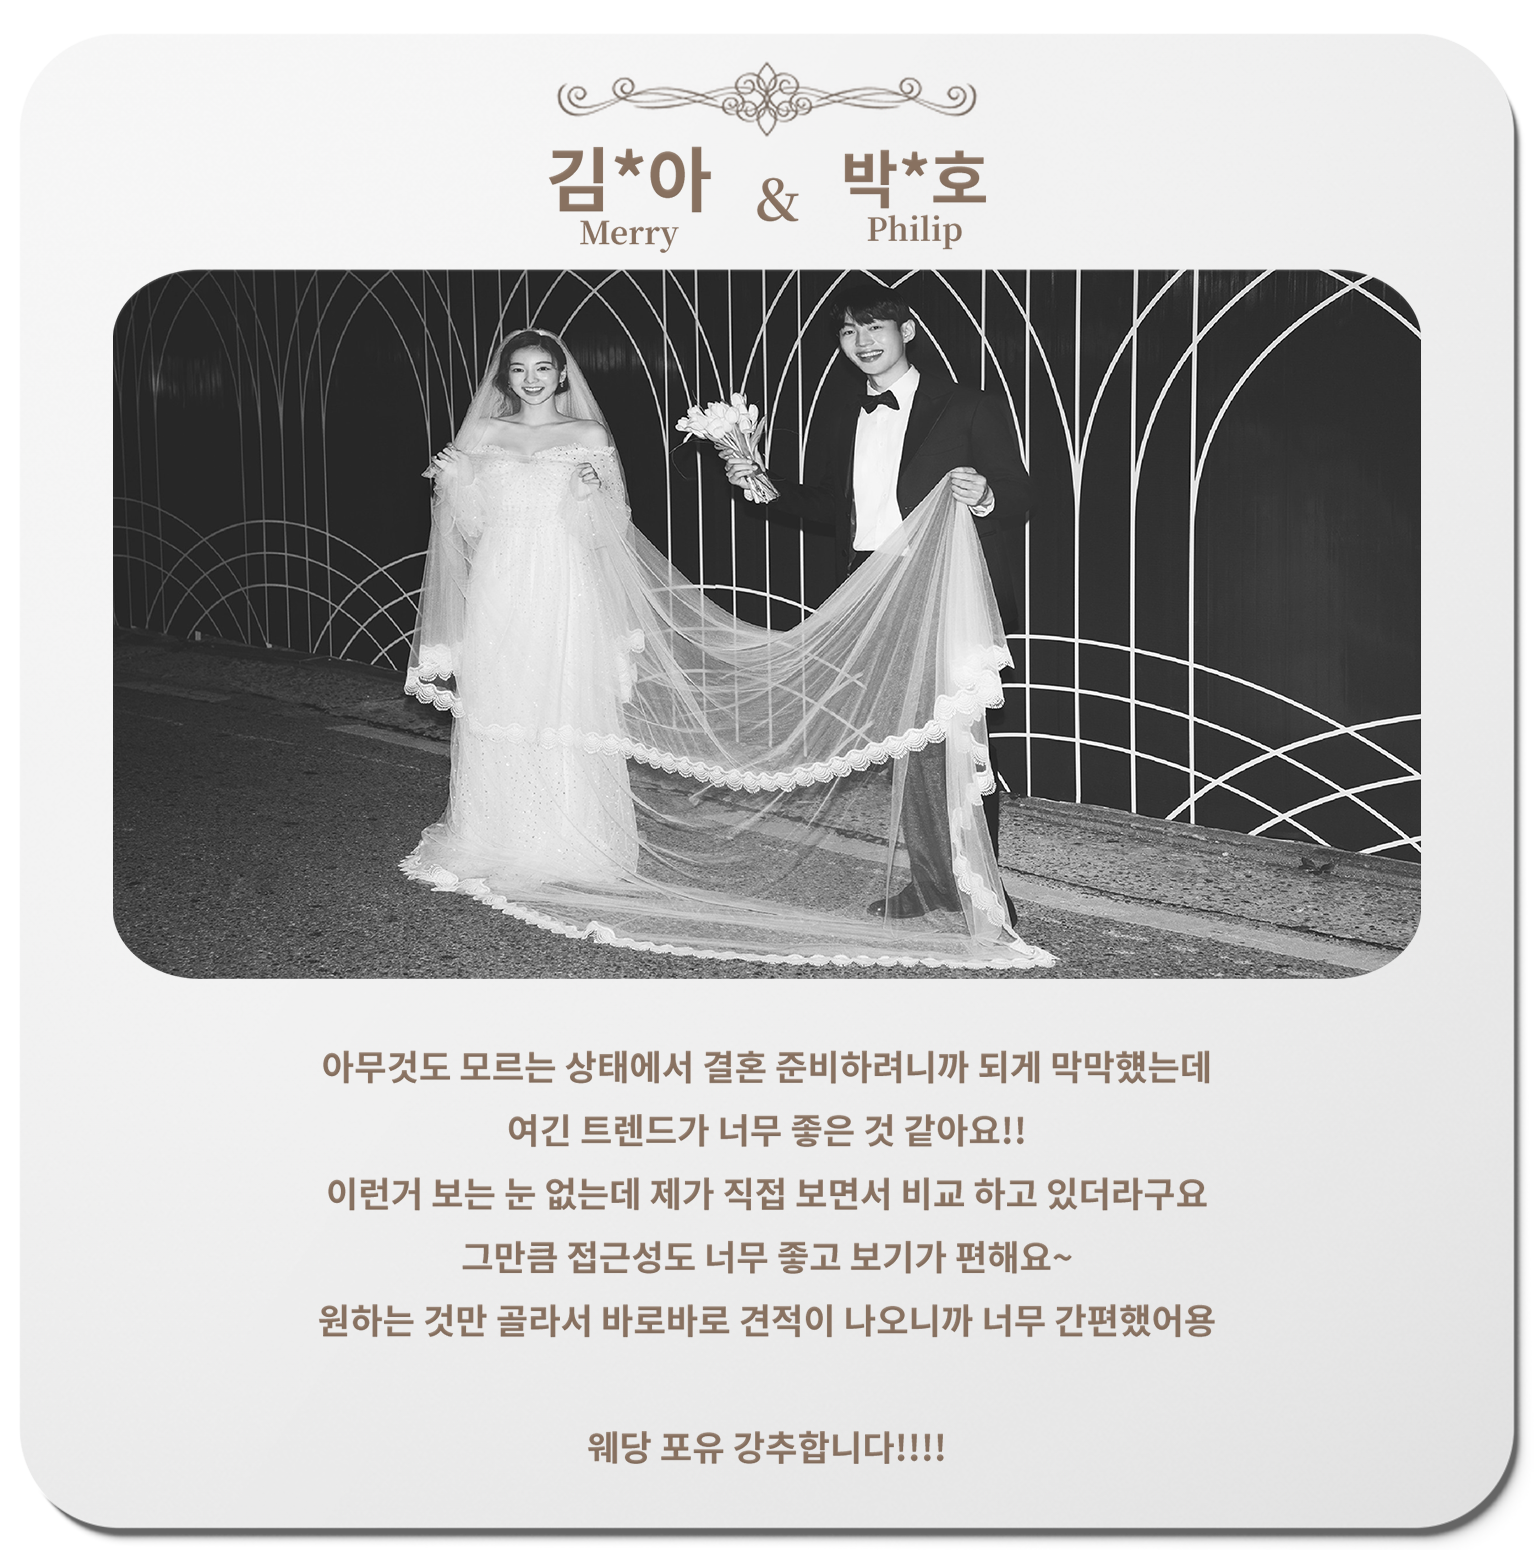 김*아 & 박*호
Merry Philip
아무것도 모르는 상태에서 결혼 준비하려니까 되게 막막헀는데
여긴 트렌드가 너무 좋은 것 같아요!!
이런거 보는 눈 없는데 제가 직접 보면서 비교 하고 있더라구요
그만큼 접근성도 너무 좋고 보기가 편해요~
원하는 것만 골라서 바로바로 견적이 나오니까 너무 간편했어용
웨딩 포유 강추합니다!!!!